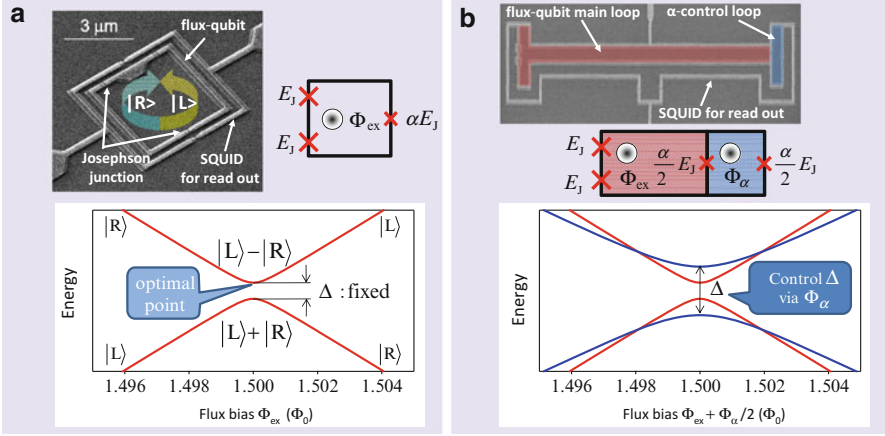 a
3 μm
flux-qubit
|R> |L>
Josephson
junction
SQUID
for read out
E_J
E_J
Φ_ex
αE_J
|R⟩
|L⟩
|L⟩−|R⟩
optimal
point
Δ : fixed
|L⟩+|R⟩
|L⟩
|R⟩
Energy
1.496 1.498 1.500 1.502 1.504
Flux bias Φ_ex (Φ_0)
b
flux-qubit main loop
α-control loop
SQUID for read out
E_J
E_J
Φ_ex
α/2 E_J
Φ_α
α/2 E_J
Energy
Δ
Control Δ
via Φ_α
1.496 1.498 1.500 1.502 1.504
Flux bias Φ_ex + Φ_α/2 (Φ_0)